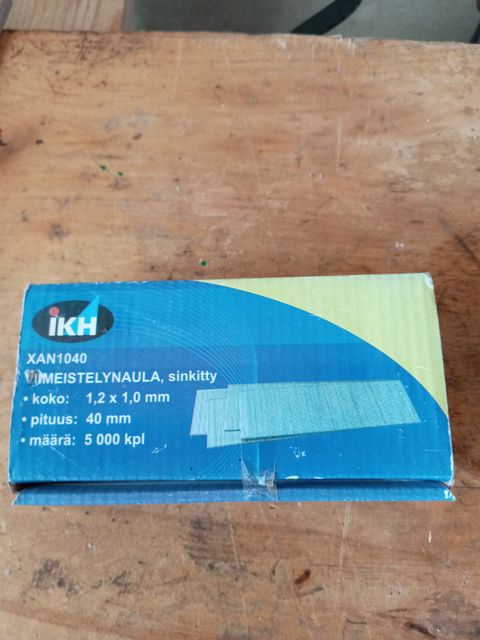 iKH
XAN1040
VIIMEISTELYNAULA, sinkitty
• koko: 1,2 x 1,0 mm
• pituus: 40 mm
• määrä: 5 000 kpl